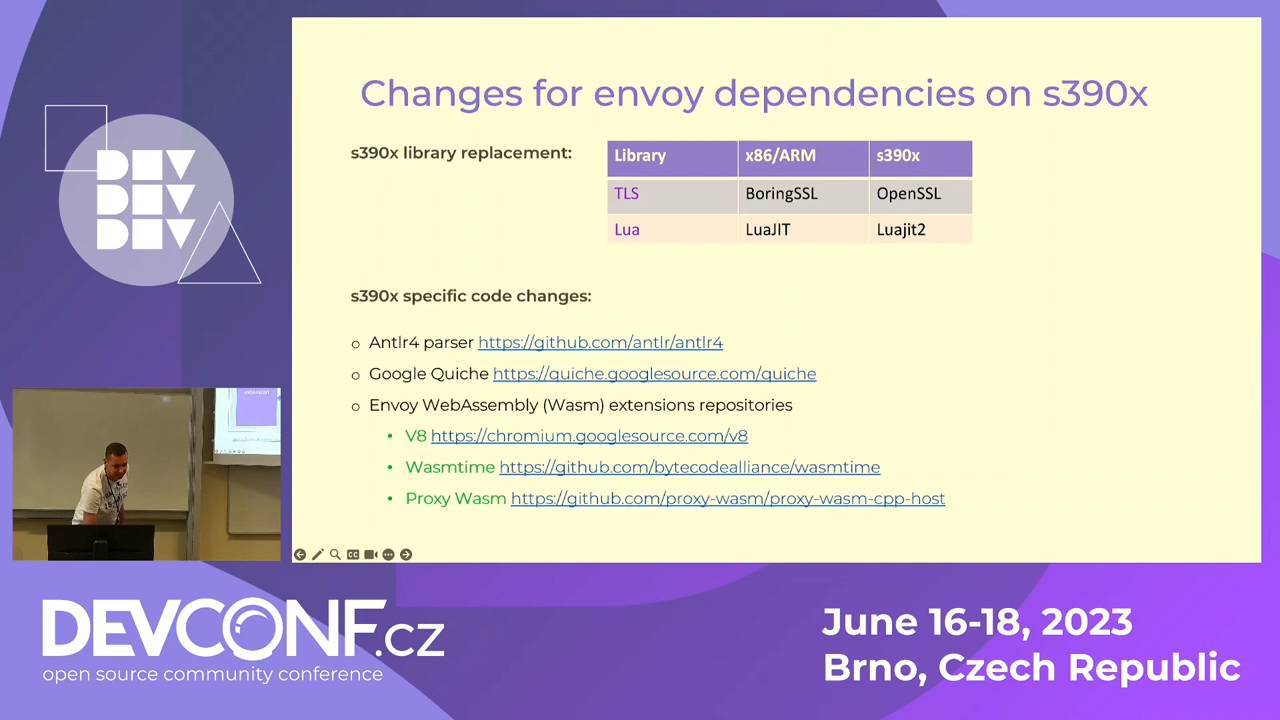 DEV
DEV
DEV
Changes for envoy dependencies on s390x
s390x library replacement:
Library x86/ARM s390x
TLS BoringSSL OpenSSL
Lua LuaJIT Luajit2
s390x specific code changes:
Antlr4 parser https://github.com/antlr/antlr4
Google Quiche https://quiche.googlesource.com/quiche
Envoy WebAssembly (Wasm) extensions repositories
V8 https://chromium.googlesource.com/v8
Wasmtime https://github.com/bytecodealliance/wasmtime
Proxy Wasm https://github.com/proxy-wasm/proxy-wasm-cpp-host
CC
DEVCONF.cz
open source community conference
June 16-18, 2023
Brno, Czech Republic